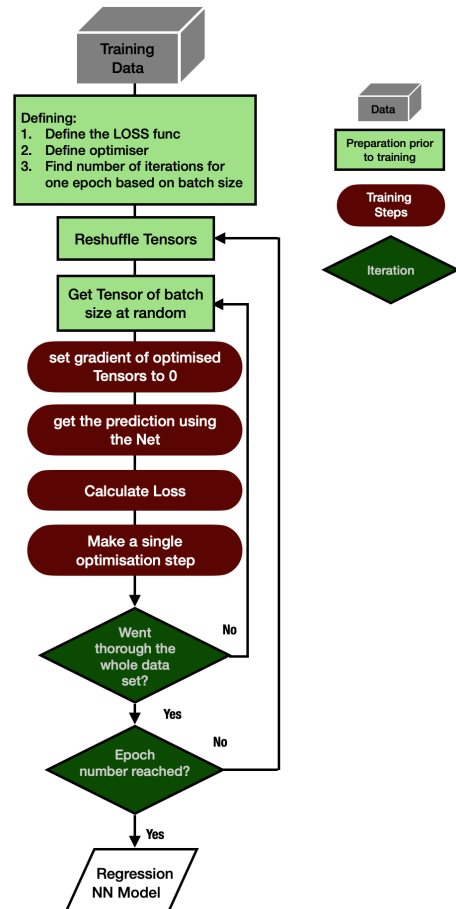 Training
Data
Defining:
1. Define the LOSS func
2. Define optimiser
3. Find number of iterations for
one epoch based on batch size
Reshuffle Tensors
Get Tensor of batch
size at random
set gradient of optimised
Tensors to 0
get the prediction using
the Net
Calculate Loss
Make a single
optimisation step
Went
thorough the
whole data
set?
No
Yes
Epoch
number reached?
No
Yes
Regression
NN Model
Data
Preparation prior
to training
Training
Steps
Iteration